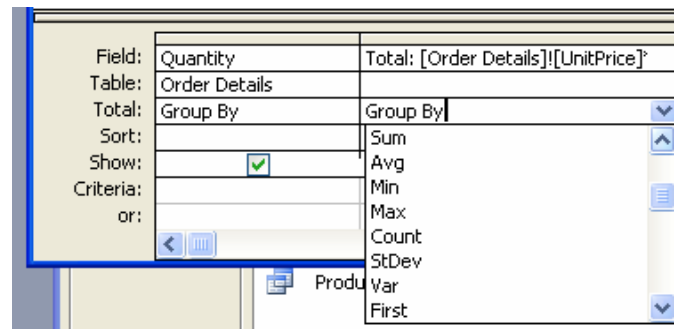 Field: Quantity Total: [Order Details]![UnitPrice]*
Table: Order Details
Total: Group By Group By
Sort:
Show:
Criteria:
or:
Sum
Avg
Min
Max
Count
StDev
Var
First
Produ